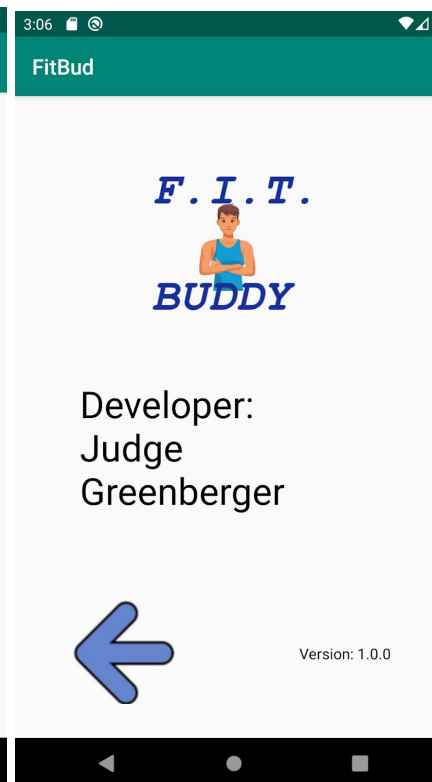 3:06
FitBud
F.I.T.
BUDDY
Developer:
Judge
Greenberger
Version: 1.0.0